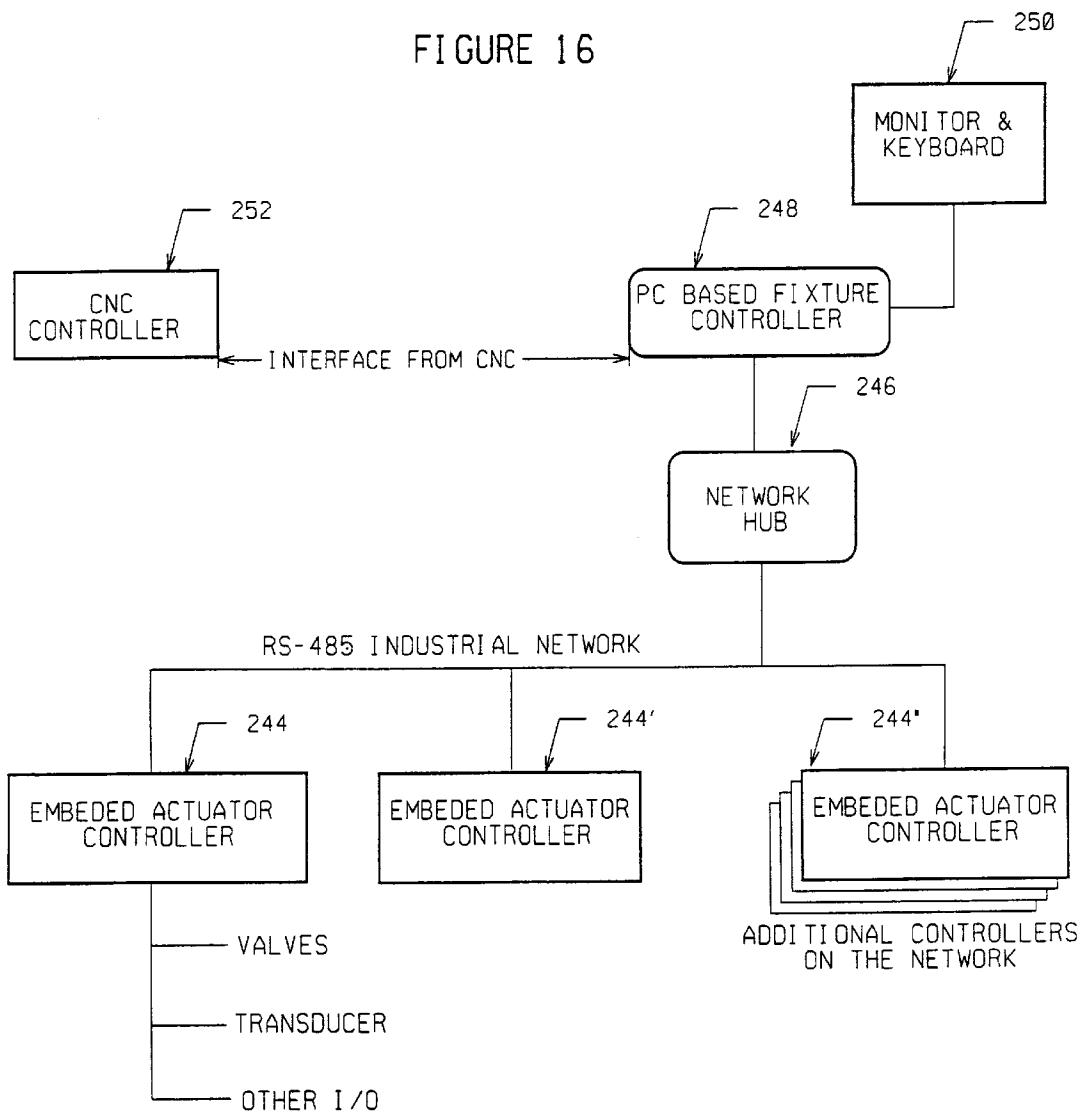 FIGURE 16
250
MONITOR &
KEYBOARD
252
248
CNC
CONTROLLER
PC BASED FIXTURE
CONTROLLER
INTERFACE FROM CNC
246
NETWORK
HUB
RS-485 INDUSTRIAL NETWORK
244
244'
244"
EMBEDED ACTUATOR
CONTROLLER
EMBEDED ACTUATOR
CONTROLLER
EMBEDED ACTUATOR
CONTROLLER
VALVES
ADDITIONAL CONTROLLERS
ON THE NETWORK
TRANSDUCER
OTHER I/O